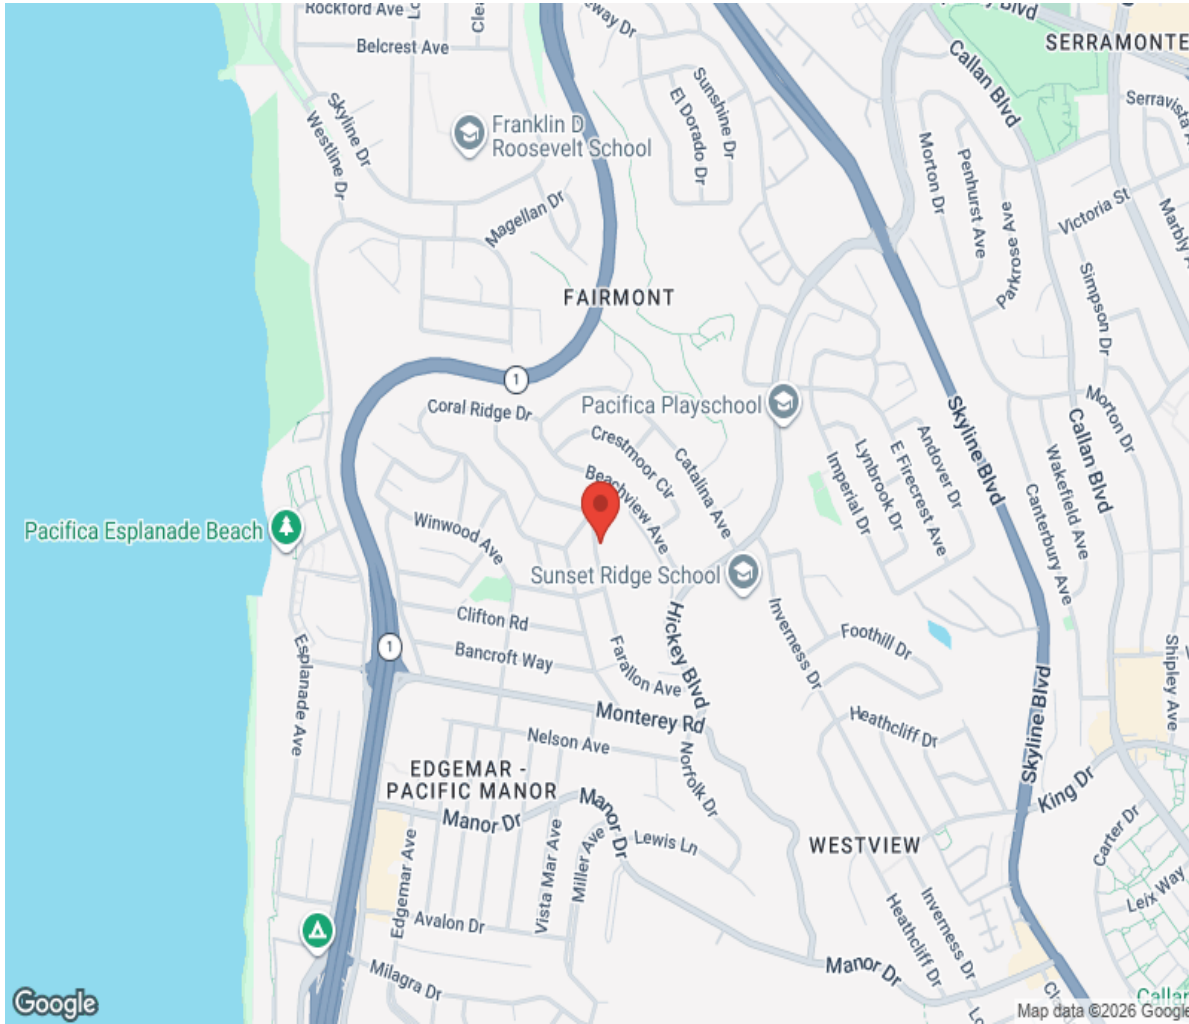 Rockford Ave
Belcrest Ave
Skyline Dr
Westline Dr
Franklin D
Roosevelt School
Magellan Dr
Sunshine Dr
El Dorado Dr
Callan Blvd
SERRAMONTE
Serravista
Morton Dr
Penhurst Ave
Parkrose Ave
Victoria St
Marbly
Simpson Dr
FAIRMONT
1
Coral Ridge Dr
Pacifica Playschool
Crestmoor Cir
Catalina Ave
Beachview Ave
Skyline Blvd
Morton Dr
Callan Blvd
Andover Dr
E Firecrest Ave
Lynbrook Dr
Imperial Dr
Wakefield Ave
Canterbury Ave
Pacifica Esplanade Beach
Winwood Ave
Sunset Ridge School
Clifton Rd
1
Bancroft Way
Esplanade Ave
Farallon Ave
Hickey Blvd
Inverness Dr
Foothill Dr
Shipley Ave
Monterey Rd
Nelson Ave
Norfolk Dr
Heathcliff Dr
Skyline Blvd
King Dr
EDGEMAR -
PACIFIC MANOR
Manor Dr
Manor Dr
Lewis Ln
WESTVIEW
Carter Dr
Leix Way
Edgemar Ave
Vista Mar Ave
Miller Ave
Avalon Dr
Heathcliff Dr
Inverness Dr
Manor Dr
Milagra Dr
Callan
Google
Map data ©2026 Google